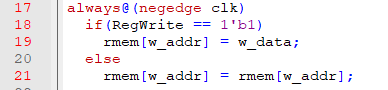 17 always@(negedge clk)
18 if(RegWrite == 1'b1)
19 rmem[w_addr] = w_data;
20 else
21 rmem[w_addr] = rmem[w_addr];